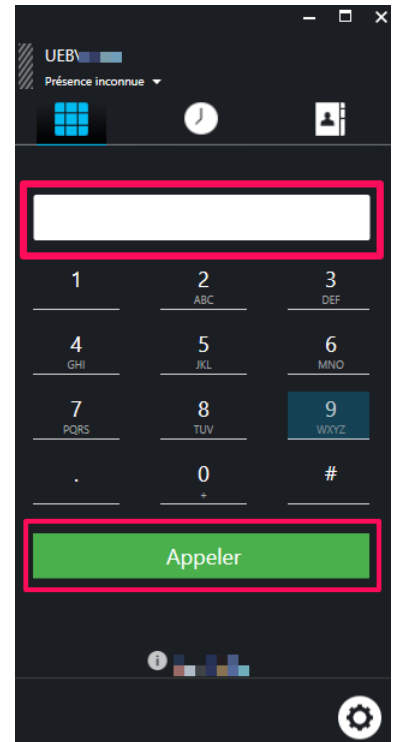 UEBV
Présence inconnue
1 2 3
ABC DEF
4 5 6
GHI JKL MNO
7 8 9
PQRS TUV WXYZ
. 0 #
+
Appeler